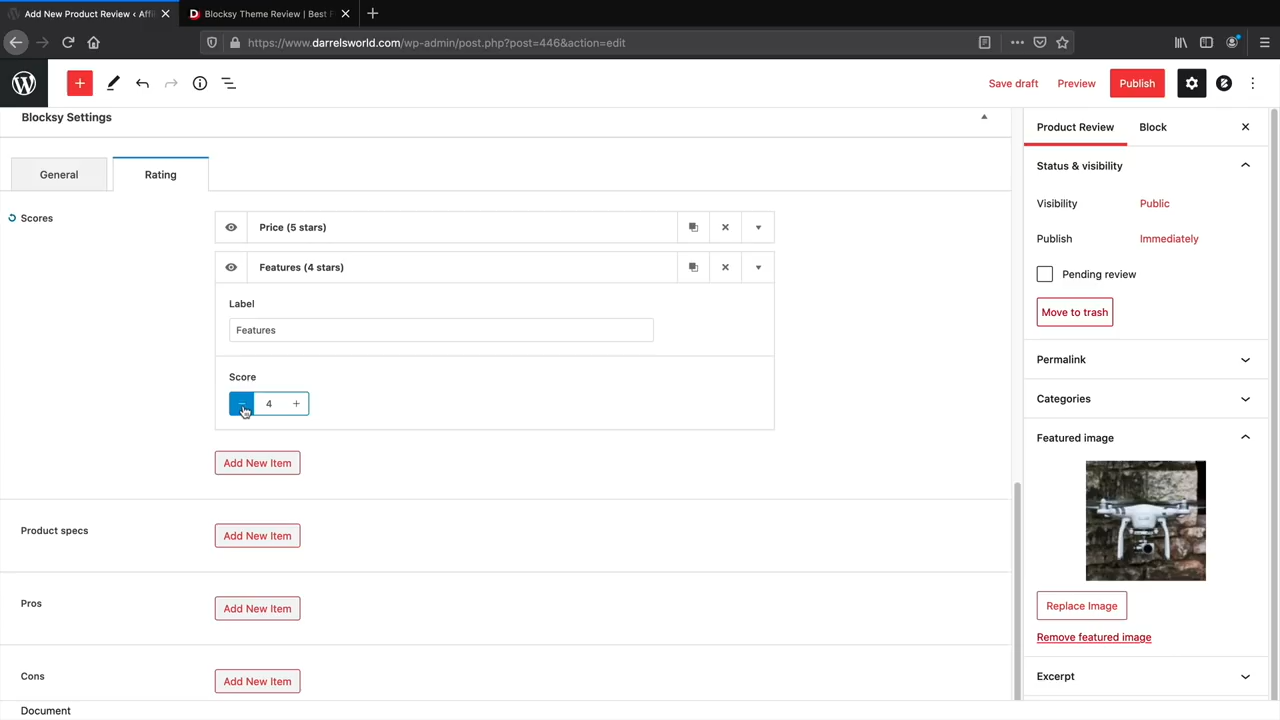 Add New Product Review ‹ Affi
Blocksy Theme Review | Best F
https://www.darrelsworld.com/wp-admin/post.php?post=446&action=edit
Save draft
Preview
Publish
Blocksy Settings
General
Rating
Scores
Price (5 stars)
Features (4 stars)
Label
Features
Score
4
Add New Item
Product specs
Add New Item
Pros
Add New Item
Cons
Add New Item
Document
Product Review
Block
Status & visibility
Visibility
Public
Publish
Immediately
Pending review
Move to trash
Permalink
Categories
Featured image
Replace Image
Remove featured image
Excerpt